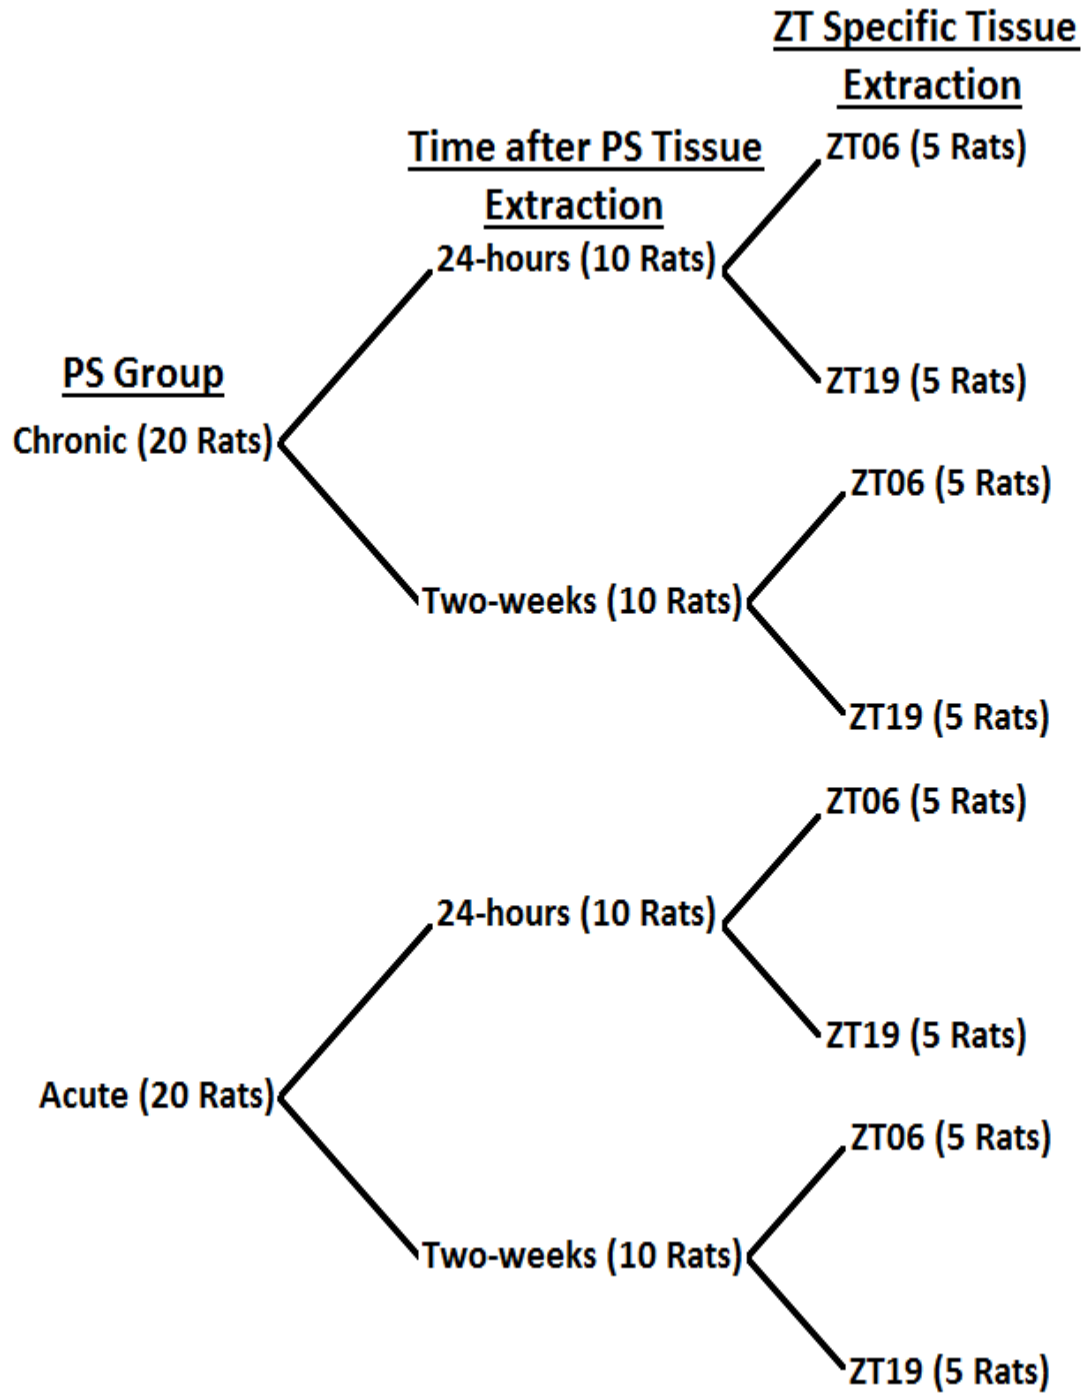 ZT Specific Tissue
Extraction
Time after PS Tissue
Extraction
PS Group
ZT06 (5 Rats)
24-hours (10 Rats)
ZT19 (5 Rats)
Chronic (20 Rats)
ZT06 (5 Rats)
Two-weeks (10 Rats)
ZT19 (5 Rats)
ZT06 (5 Rats)
24-hours (10 Rats)
ZT19 (5 Rats)
Acute (20 Rats)
ZT06 (5 Rats)
Two-weeks (10 Rats)
ZT19 (5 Rats)